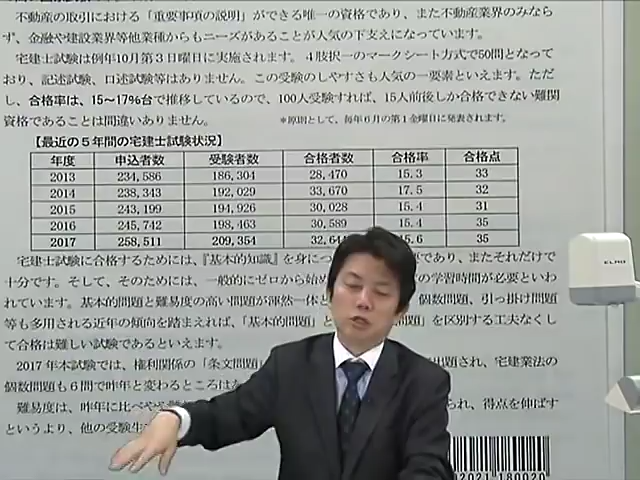 不動産の取引における「重要事項の説明」ができる唯一の資格であり、また不動産業界のみなら
ず、金融や建設業界等他業種からもニーズがあることが人気の下支えになっています。
宅建士試験は例年10月第3日曜日に実施されます。4肢択一のマークシート方式で50問となって
おり、記述試験、口述試験等はありません。この受験のしやすさも人気の一要素といえます。ただ
し、合格率は、15～17%台で推移しているので、100人受験すれば、15人前後しか合格できない難関
資格であることは間違いありません。 *原則として、毎年6月の第1金曜日に発表されます。
【最近の5年間の宅建士試験状況】
年度 申込者数 受験者数 合格者数 合格率 合格点
2013 234,586 186,304 28,470 15.3 33
2014 238,343 192,029 33,670 17.5 32
2015 243,199 194,926 30,028 15.4 31
2016 245,742 198,463 30,589 15.4 35
2017 258,511 209,354 32,644 15.6 35
宅建士試験に合格するためには、『基本的知識』を身につ であり、またそれだけで
十分です。そして、そのためには、一般的にゼロから始め の学習時間が必要といわ
れています。基本的問題と難易度の高い問題が渾然一体と 個数問題、引っ掛け問題
等も多用される近年の傾向を踏まえれば、「基本的問題」と 問題」を区別する工夫なくし
て合格は難しい試験であるといえます。
2017年本試験では、権利関係の「条文問題」 出題され、宅建業法の
個数問題も6問で昨年と変わるところはあ
難易度は、昨年に比べやや られ、得点を伸ばす
というより、他の受験生
ELMO
2021 180020